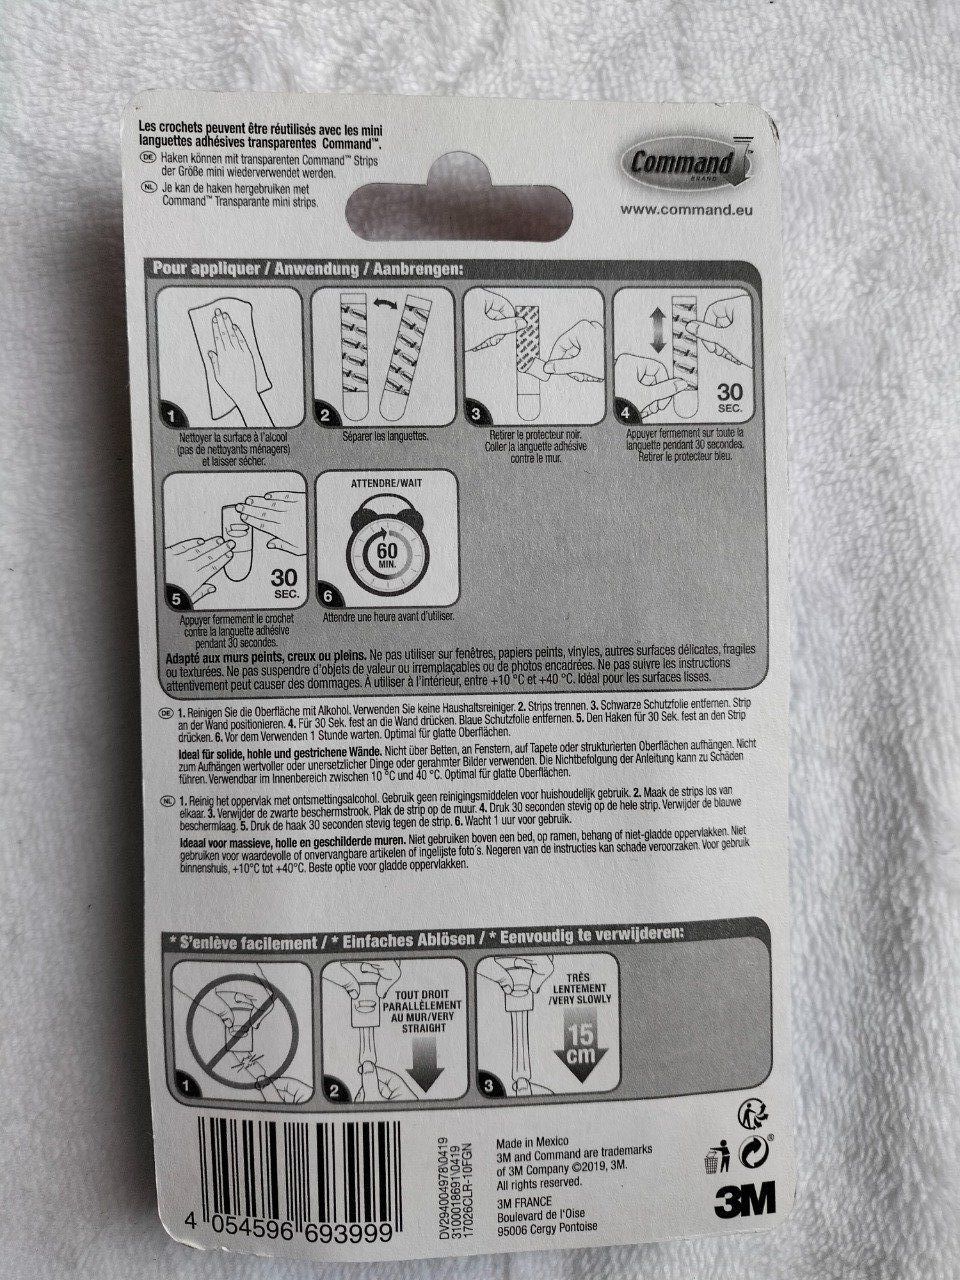 Les crochets peuvent être réutilisés avec les mini
languettes adhésives transparentes Command™.
DE Haken können mit transparenten Command™ Strips
der Größe mini wiederverwendet werden.
NL Je kan de haken hergebruiken met
Command™ Transparante mini strips.
Command™
BRAND
www.command.eu
Pour appliquer / Anwendung / Aanbrengen:
1
Nettoyer la surface à l'alcool
(pas de nettoyants ménagers)
et laisser sécher.
2
Séparer les languettes.
3
Retirer le protecteur noir.
Coller la languette adhésive
contre le mur.
30
SEC.
4
Appuyer fermement sur toute la
languette pendant 30 secondes.
Retirer le protecteur bleu.
30
SEC.
5
Appuyer fermement le crochet
contre la languette adhésive
pendant 30 secondes.
ATTENDRE/WAIT
60
MIN.
6
Attendre une heure avant d'utiliser.
Adapté aux murs peints, creux ou pleins. Ne pas utiliser sur fenêtres, papiers peints, vinyles, autres surfaces délicates, fragiles
ou texturées. Ne pas suspendre d'objets de valeur ou irremplaçables ou de photos encadrées. Ne pas suivre les instructions
attentivement peut causer des dommages. À utiliser à l'intérieur, entre +10 °C et +40 °C. Idéal pour les surfaces lisses.
DE 1. Reinigen Sie die Oberfläche mit Alkohol. Verwenden Sie keine Haushaltsreiniger. 2. Strips trennen. 3. Schwarze Schutzfolie entfernen. Strip
an der Wand positionieren. 4. Für 30 Sek. fest an die Wand drücken. Blaue Schutzfolie entfernen. 5. Den Haken für 30 Sek. fest an den Strip
drücken. 6. Vor dem Verwenden 1 Stunde warten. Optimal für glatte Oberflächen.
Ideal für solide, hohle und gestrichene Wände. Nicht über Betten, an Fenstern, auf Tapete oder strukturierten Oberflächen aufhängen. Nicht
zum Aufhängen wertvoller oder unersetzlicher Dinge oder gerahmter Bilder verwenden. Die Nichtbefolgung der Anleitung kann zu Schäden
führen. Verwendbar im Innenbereich zwischen 10 °C und 40 °C. Optimal für glatte Oberflächen.
NL 1. Reinig het oppervlak met ontsmettingsalcohol. Gebruik geen reinigingsmiddelen voor huishoudelijk gebruik. 2. Maak de strips los van
elkaar. 3. Verwijder de zwarte beschermstrook. Plak de strip op de muur. 4. Druk 30 seconden stevig op de hele strip. Verwijder de blauwe
beschermlaag. 5. Druk de haak 30 seconden stevig tegen de strip. 6. Wacht 1 uur voor gebruik.
Ideaal voor massieve, holle en geschilderde muren. Niet gebruiken boven een bed, op ramen, behang of niet-gladde oppervlakken. Niet
gebruiken voor waardevolle of onvervangbare artikelen of ingelijste foto's. Negeren van de instructies kan schade veroorzaken. Voor gebruik
binnenshuis, +10°C tot +40°C. Beste optie voor gladde oppervlakken.
* S'enlève facilement / * Einfaches Ablösen / * Eenvoudig te verwijderen:
1
TOUT DROIT
PARALLÈLEMENT
AU MUR/VERY
STRAIGHT
2
TRÈS
LENTEMENT
/VERY SLOWLY
15
cm
3
4 054596 693999
DV294004978\0419
3100018691\0419
17026CLR-10FGN
Made in Mexico
3M and Command are trademarks
of 3M Company ©2019, 3M.
All rights reserved.
3M FRANCE
Boulevard de l'Oise
95006 Cergy Pontoise
3M